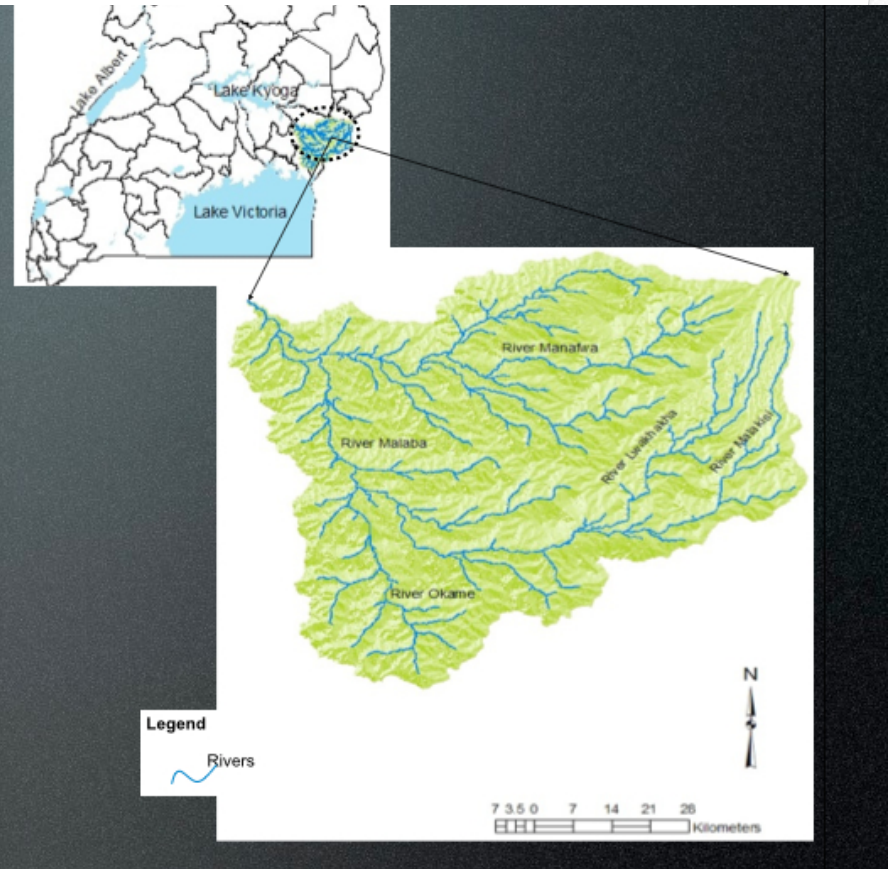 Lake Albert
Lake Kyoga
Lake Victoria
River Manafwa
River Malaba
River Lwakhakha
River Malakisi
River Okame
N
Legend
Rivers
7 3.5 0 7 14 21 28
Kilometers